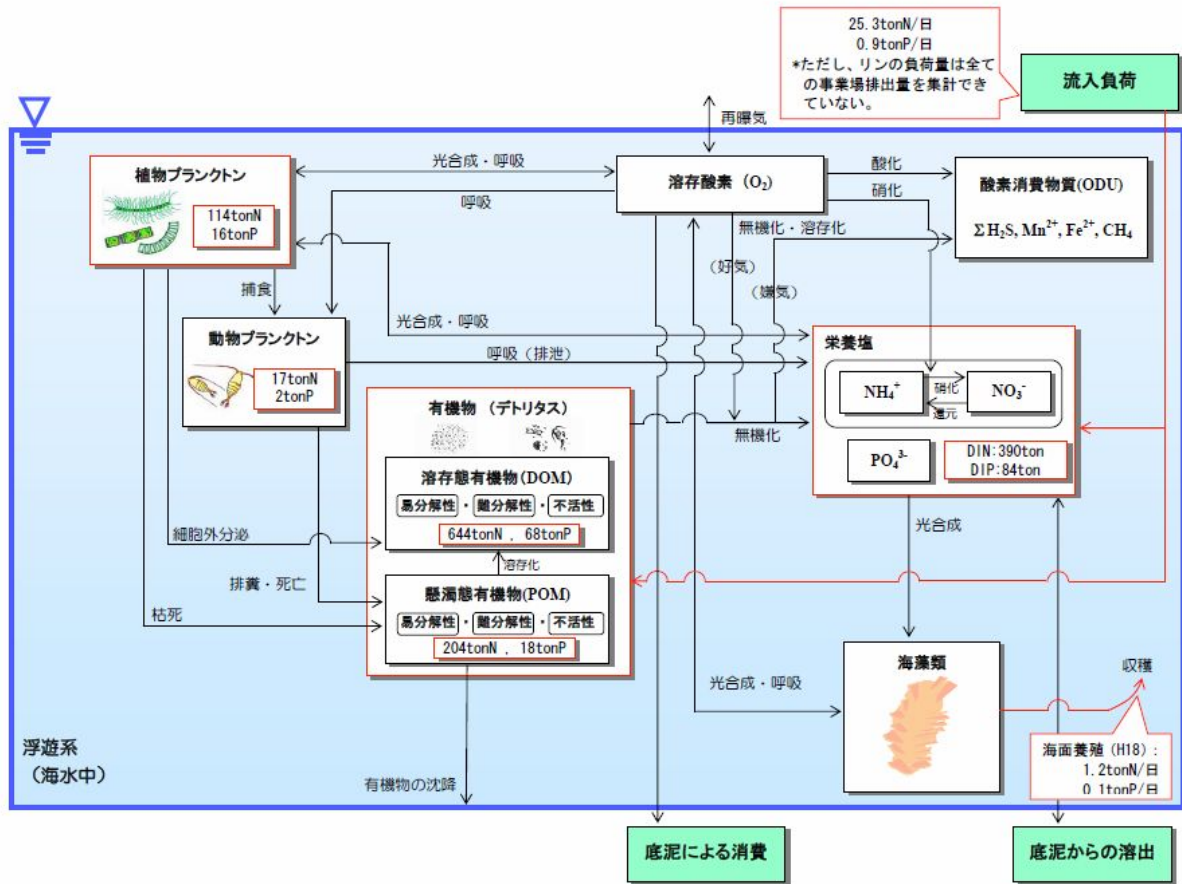 25.3tonN/日
0.9tonP/日
*ただし、リンの負荷量は全て
の事業場排出量を集計でき
ていない。
流入負荷
再曝気
植物プランクトン
114tonN
16tonP
光合成・呼吸
呼吸
溶存酸素 (O₂)
酸化
硝化
酸素消費物質(ODU)
ΣH₂S, Mn²⁺, Fe²⁺, CH₄
無機化・溶存化
(好気)
(嫌気)
捕食
光合成・呼吸
動物プランクトン
17tonN
2tonP
呼吸(排泄)
栄養塩
NH₄⁺
硝化
還元
NO₃⁻
PO₄³⁻
DIN:390ton
DIP:84ton
有機物 (デトリタス)
無機化
溶存態有機物(DOM)
易分解性・難分解性・不活性
644tonN , 68tonP
細胞外分泌
溶存化
光合成
排糞・死亡
懸濁態有機物(POM)
易分解性・難分解性・不活性
204tonN , 18tonP
枯死
海藻類
光合成・呼吸
収穫
海面養殖(H18):
1.2tonN/日
0.1tonP/日
浮遊系
(海水中)
有機物の沈降
底泥による消費
底泥からの溶出